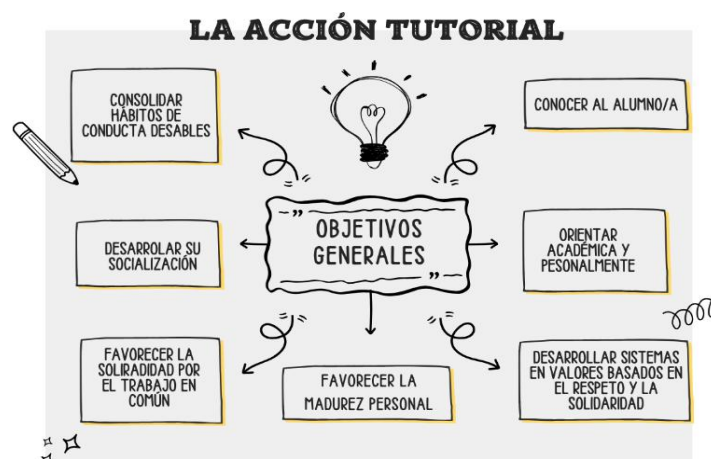 LA ACCIÓN TUTORIAL
CONSOLIDAR
HÁBITOS DE
CONDUCTA DESABLES
CONOCER AL ALUMNO/A
OBJETIVOS
GENERALES
DESARROLAR SU
SOCIALIZACIÓN
ORIENTAR
ACADÉMICA Y
PESONALMENTE
FAVORECER LA
SOLIRADIDAD POR
EL TRABAJO EN
COMÚN
FAVORECER LA
MADUREZ PERSONAL
DESARROLLAR SISTEMAS
EN VALORES BASADOS EN
EL RESPETO Y LA
SOLIDARIDAD